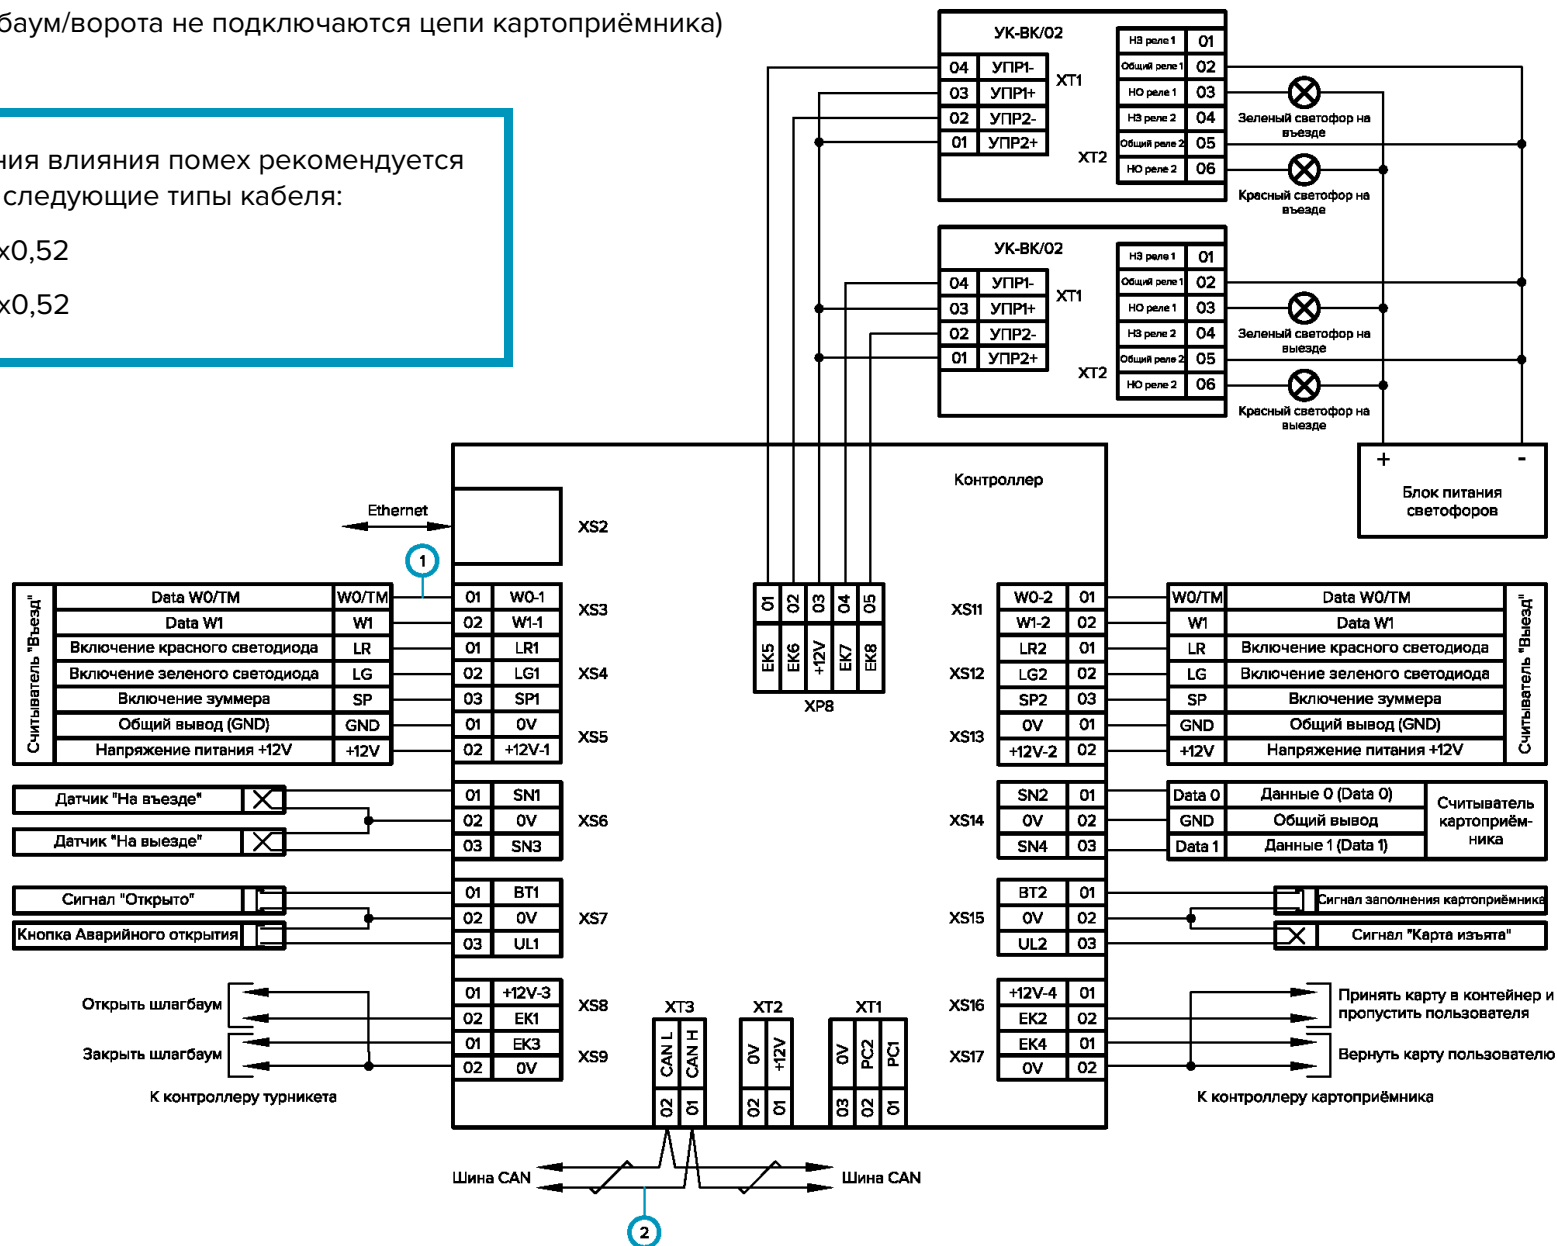 баум/ворота не подключаются цепи картоприёмника)
ния влияния помех рекомендуется
следующие типы кабеля:
х0,52
х0,52
УК-ВК/02
04 УПР1-
03 УПР1+
02 УПР2-
01 УПР2+
XT1
XT2
НЗ реле 1 01
Общий реле 1 02
НО реле 1 03
НЗ реле 2 04
Общий реле 2 05
НО реле 2 06
Зеленый светофор на
въезде
Красный светофор на
въезде
УК-ВК/02
04 УПР1-
03 УПР1+
02 УПР2-
01 УПР2+
XT1
XT2
НЗ реле 1 01
Общий реле 1 02
НО реле 1 03
НЗ реле 2 04
Общий реле 2 05
НО реле 2 06
Зеленый светофор на
выезде
Красный светофор на
выезде
+ -
Блок питания
светофоров
Контроллер
Ethernet
XS2
1
Считыватель "Въезд"
Data W0/TM W0/TM 01 W0-1
Data W1 W1 02 W1-1
XS3
Включение красного светодиода LR 01 LR1
Включение зеленого светодиода LG 02 LG1
Включение зуммера SP 03 SP1
XS4
Общий вывод (GND) GND 01 0V
Напряжение питания +12V +12V 02 +12V-1
XS5
01 02 03 04 05
EK5 EK6 +12V EK7 EK8
XP8
XS11
W0-2 01 W0/TM Data W0/TM
W1-2 02 W1 Data W1
XS12
LR2 01 LR Включение красного светодиода
LG2 02 LG Включение зеленого светодиода
SP2 03 SP Включение зуммера
XS13
0V 01 GND Общий вывод (GND)
+12V-2 02 +12V Напряжение питания +12V
Считыватель "Выезд"
Датчик "На въезде"
Датчик "На выезде"
01 SN1
02 0V
03 SN3
XS6
XS14
SN2 01 Data 0 Данные 0 (Data 0)
0V 02 GND Общий вывод
SN4 03 Data 1 Данные 1 (Data 1)
Считыватель
картоприём-
ника
Сигнал "Открыто"
Кнопка Аварийного открытия
01 BT1
02 0V
03 UL1
XS7
XS15
BT2 01
0V 02
UL2 03
Сигнал заполнения картоприёмника
Сигнал "Карта изъята"
Открыть шлагбаум
Закрыть шлагбаум
К контроллеру турникета
01 +12V-3
02 EK1
XS8
01 EK3
02 0V
XS9
XT3
CAN L CAN H
02 01
XT2
0V +12V
02 01
XT1
0V PC2 PC1
03 02 01
XS16
+12V-4 01
EK2 02
XS17
EK4 01
0V 02
Принять карту в контейнер и
пропустить пользователя
Вернуть карту пользователю
К контроллеру картоприёмника
Шина CAN
Шина CAN
2